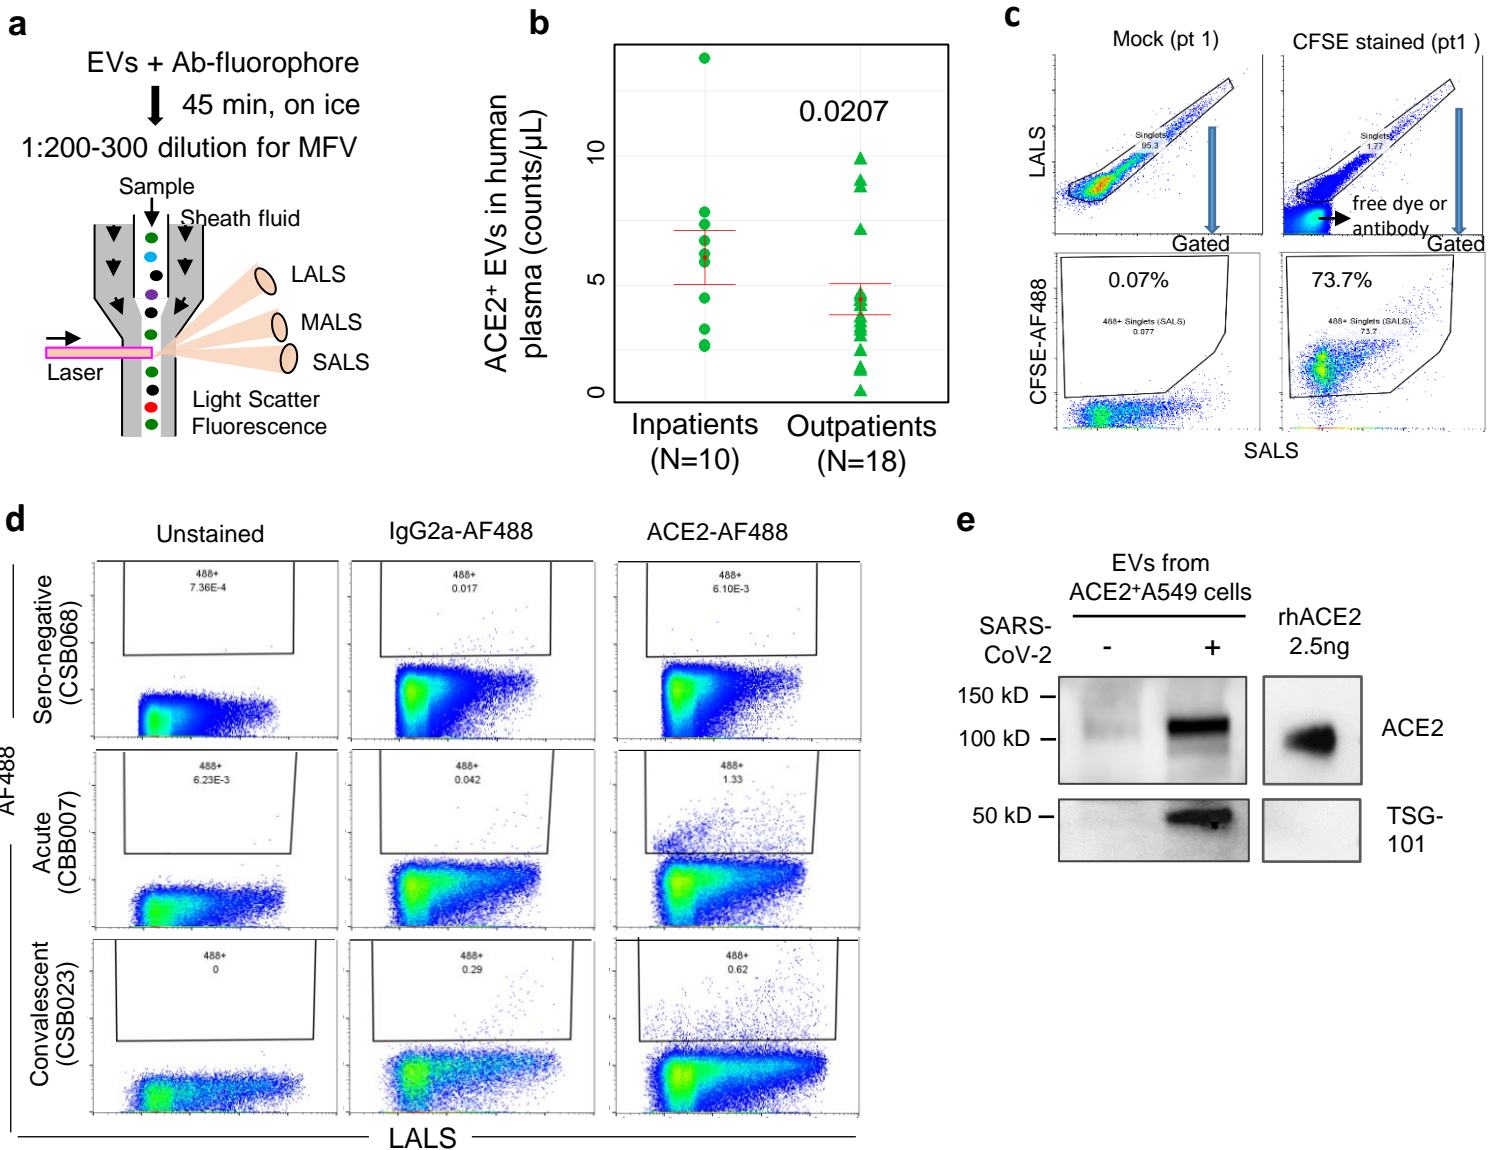 a
EVs + Ab-fluorophore
45 min, on ice
1:200-300 dilution for MFV
Sample
Sheath fluid
LALS
MALS
SALS
Laser
Light Scatter
Fluorescence
b
ACE2⁺ EVs in human
plasma (counts/µL)
10
5
0
0.0207
Inpatients
(N=10)
Outpatients
(N=18)
c
Mock (pt 1)
CFSE stained (pt1 )
LALS
Singlets
95.3
Singlets
1.77
free dye or
antibody
Gated
Gated
CFSE-AF488
0.07%
488+ Singlets (SALS)
0.077
73.7%
488+ Singlets (SALS)
73.7
SALS
d
Unstained
IgG2a-AF488
ACE2-AF488
AF488
Sero-negative
(CSB068)
488+
7.36E-4
488+
0.017
488+
6.10E-3
Acute
(CBB007)
488+
6.23E-3
488+
0.042
488+
1.33
Convalescent
(CSB023)
488+
0
488+
0.29
488+
0.62
LALS
e
EVs from
ACE2⁺A549 cells
SARS-
CoV-2
-
+
rhACE2
2.5ng
150 kD
100 kD
ACE2
50 kD
TSG-
101